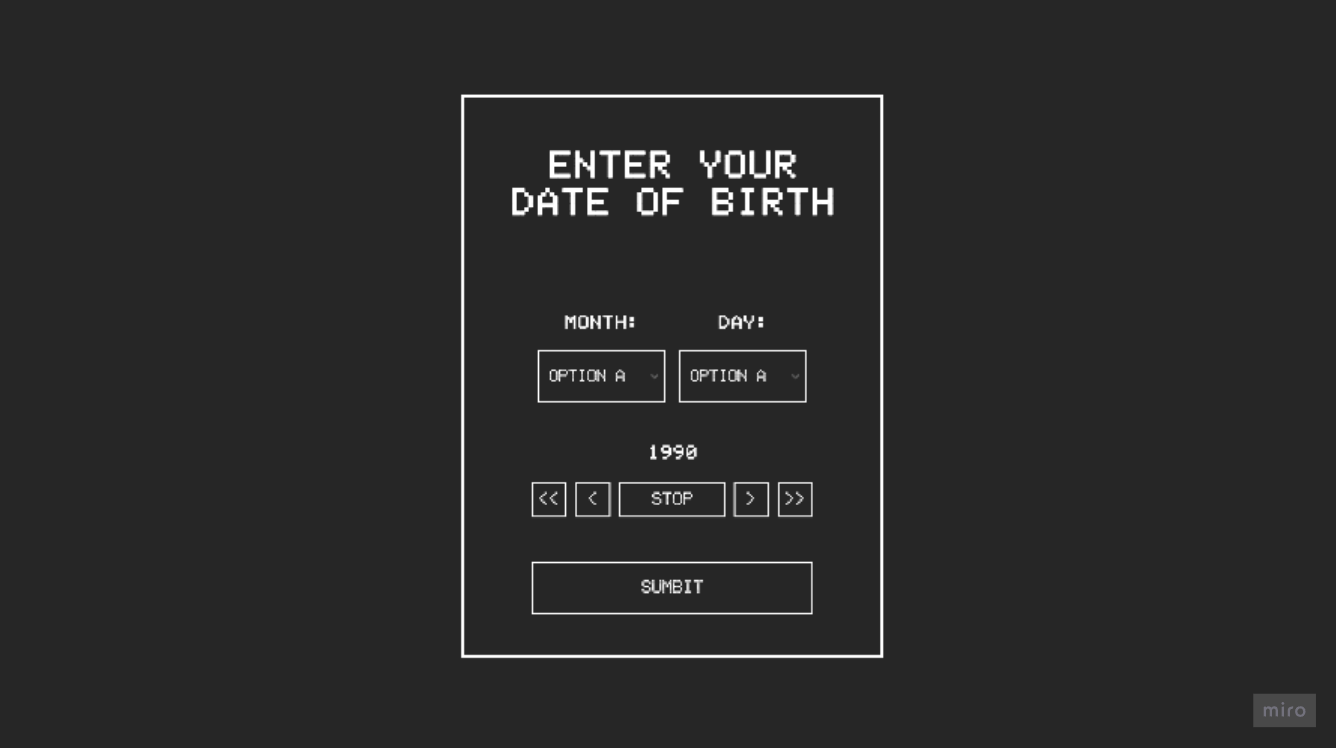 ENTER YOUR
DATE OF BIRTH
MONTH: DAY:
OPTION A OPTION A
1990
<< < STOP > >>
SUMBIT
miro